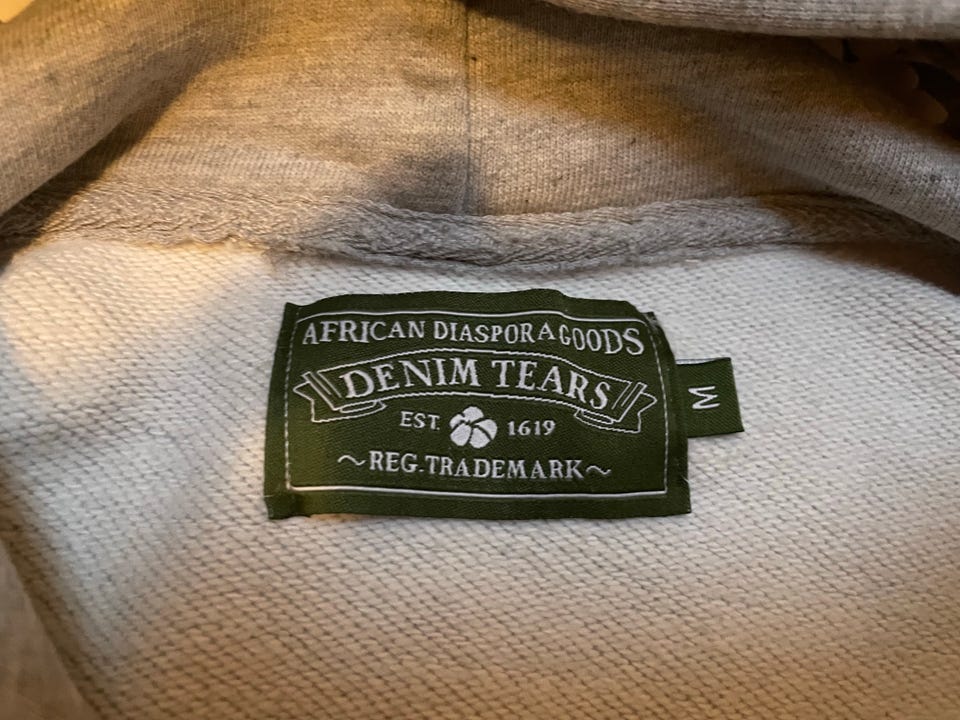 AFRICAN DIASPORA GOODS
DENIM TEARS
EST. 1619
~REG.TRADEMARK~
M